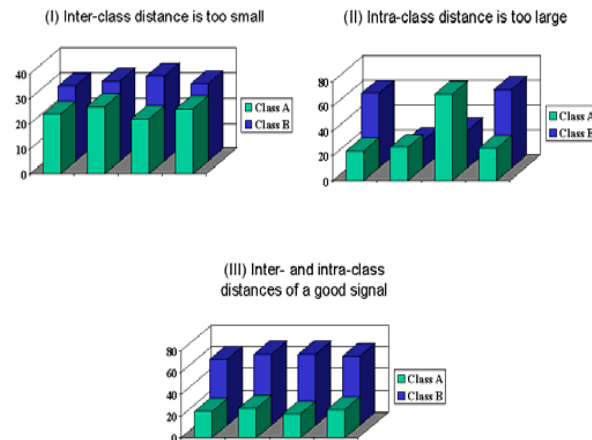 (I) Inter-class distance is too small
40
30
20
10
0
Class A
Class B
(II) Intra-class distance is too large
80
60
40
20
0
Class A
Class B
(III) Inter- and intra-class
distances of a good signal
80
60
40
20
0
Class A
Class B